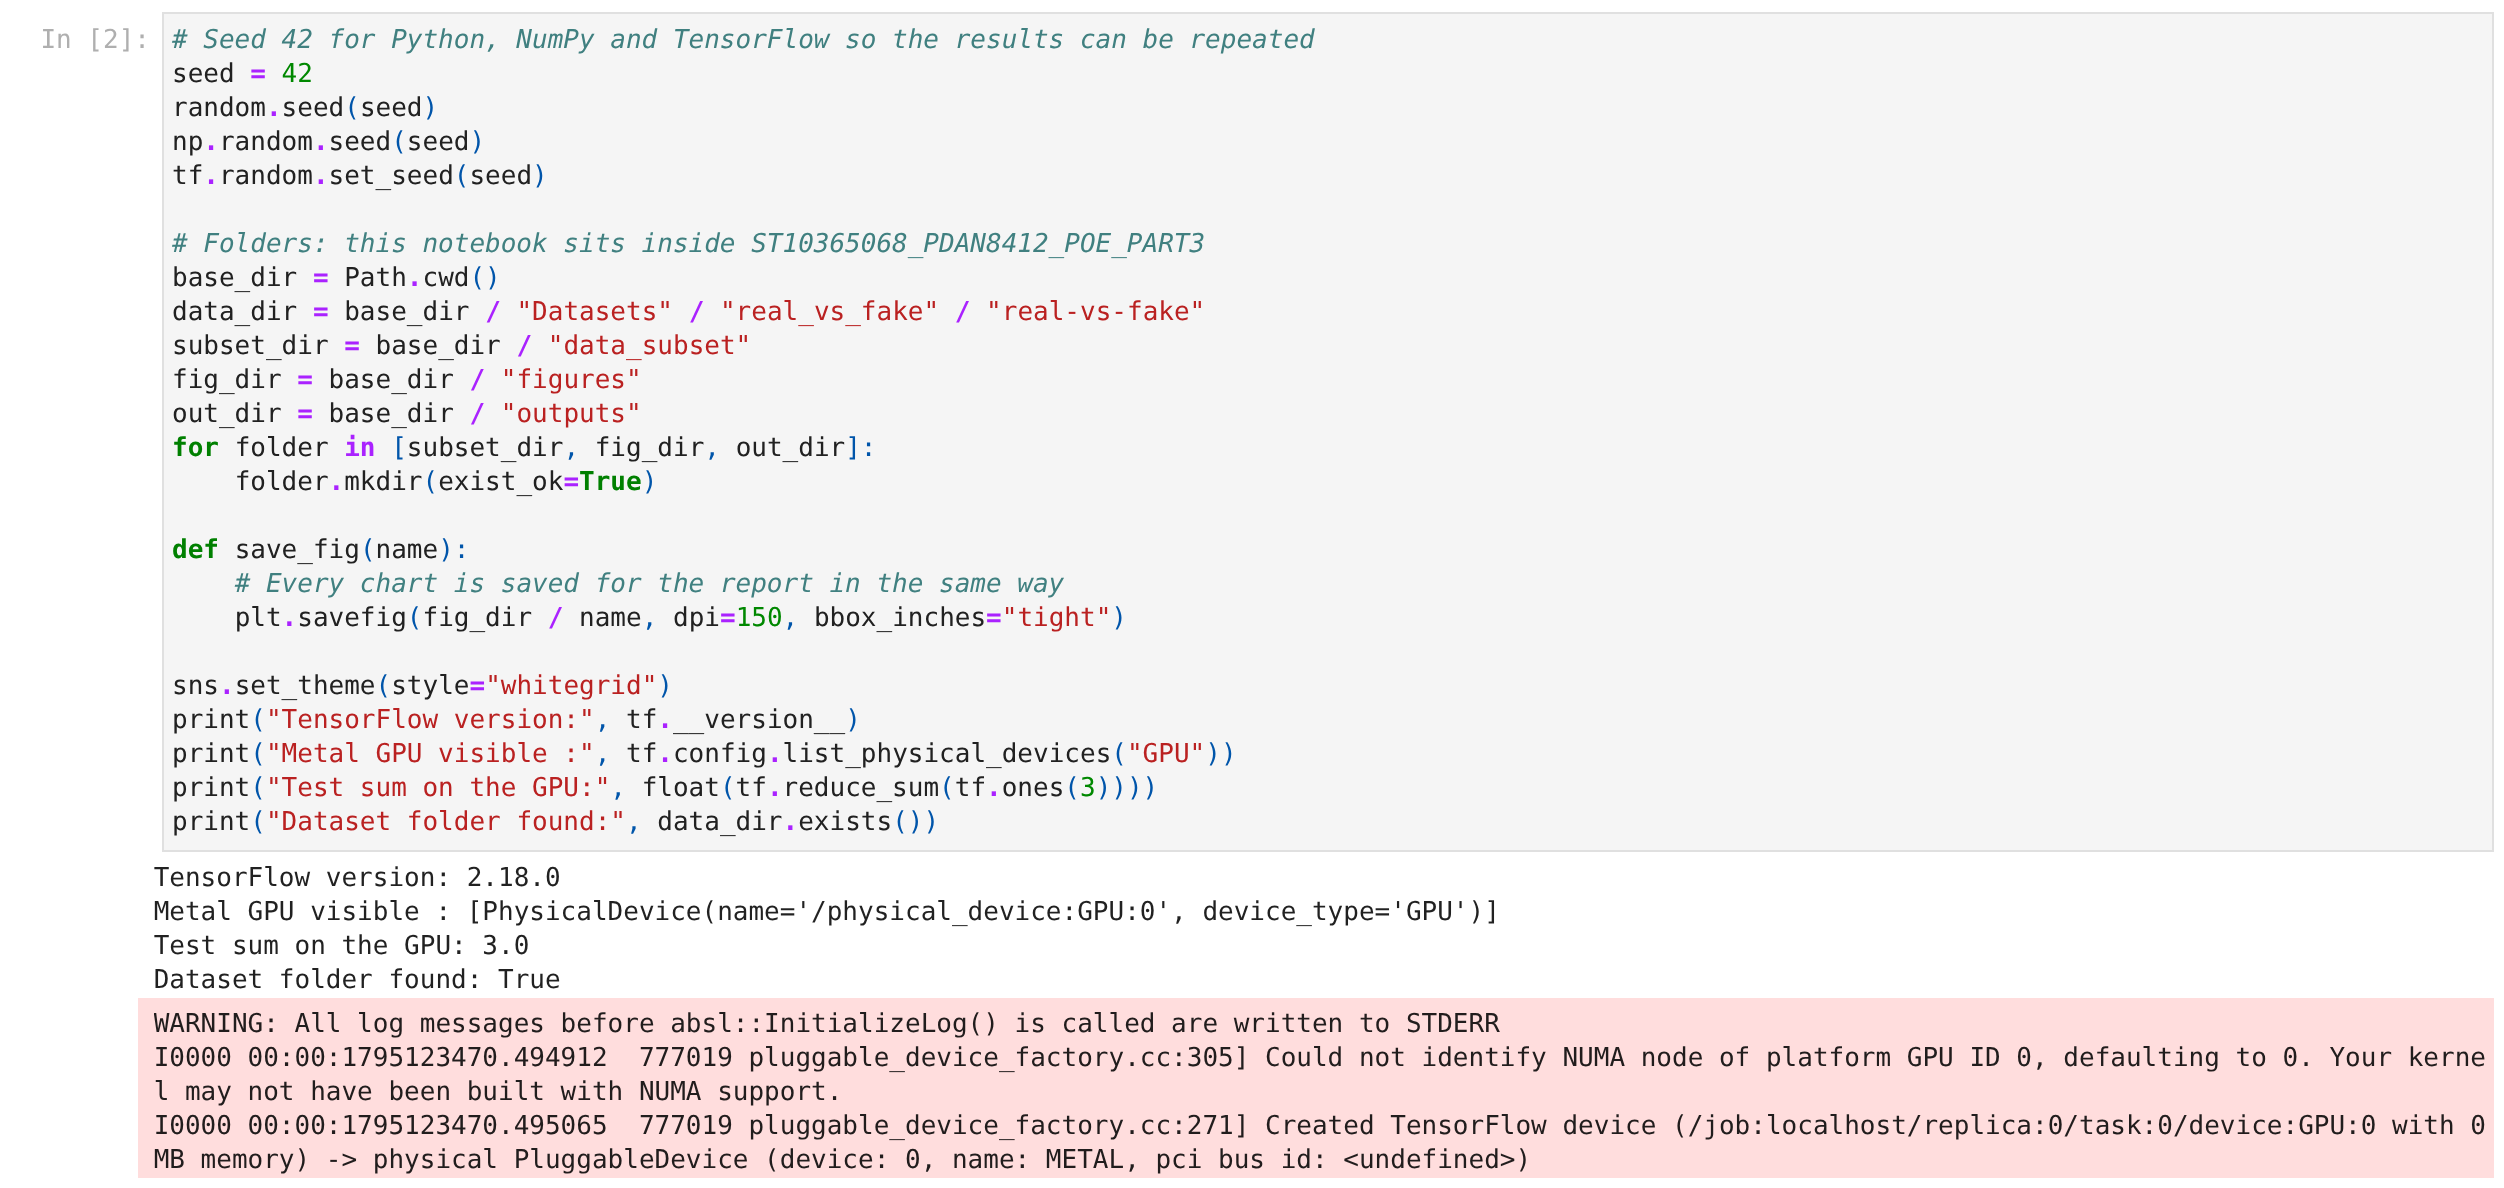 In [2]:
# Seed 42 for Python, NumPy and TensorFlow so the results can be repeated
seed = 42
random.seed(seed)
np.random.seed(seed)
tf.random.set_seed(seed)

# Folders: this notebook sits inside ST10365068_PDAN8412_POE_PART3
base_dir = Path.cwd()
data_dir = base_dir / "Datasets" / "real_vs_fake" / "real-vs-fake"
subset_dir = base_dir / "data_subset"
fig_dir = base_dir / "figures"
out_dir = base_dir / "outputs"
for folder in [subset_dir, fig_dir, out_dir]:
    folder.mkdir(exist_ok=True)

def save_fig(name):
    # Every chart is saved for the report in the same way
    plt.savefig(fig_dir / name, dpi=150, bbox_inches="tight")

sns.set_theme(style="whitegrid")
print("TensorFlow version:", tf.__version__)
print("Metal GPU visible :", tf.config.list_physical_devices("GPU"))
print("Test sum on the GPU:", float(tf.reduce_sum(tf.ones(3))))
print("Dataset folder found:", data_dir.exists())
TensorFlow version: 2.18.0
Metal GPU visible : [PhysicalDevice(name='/physical_device:GPU:0', device_type='GPU')]
Test sum on the GPU: 3.0
Dataset folder found: True
WARNING: All log messages before absl::InitializeLog() is called are written to STDERR
I0000 00:00:1795123470.494912  777019 pluggable_device_factory.cc:305] Could not identify NUMA node of platform GPU ID 0, defaulting to 0. Your kerne
l may not have been built with NUMA support.
I0000 00:00:1795123470.495065  777019 pluggable_device_factory.cc:271] Created TensorFlow device (/job:localhost/replica:0/task:0/device:GPU:0 with 0
MB memory) -> physical PluggableDevice (device: 0, name: METAL, pci bus id: <undefined>)